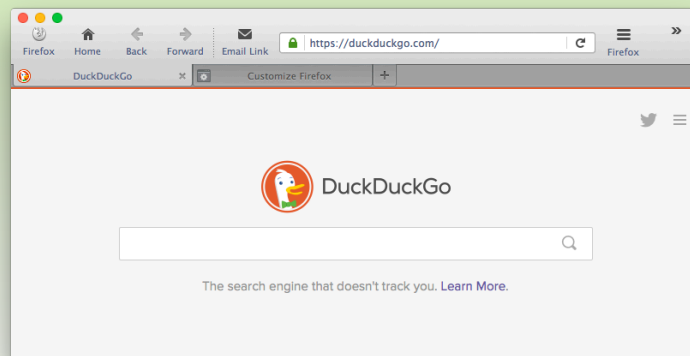 Firefox Home Back Forward Email Link https://duckduckgo.com/ Firefox »
DuckDuckGo × Customize Firefox +
DuckDuckGo
The search engine that doesn't track you. Learn More.